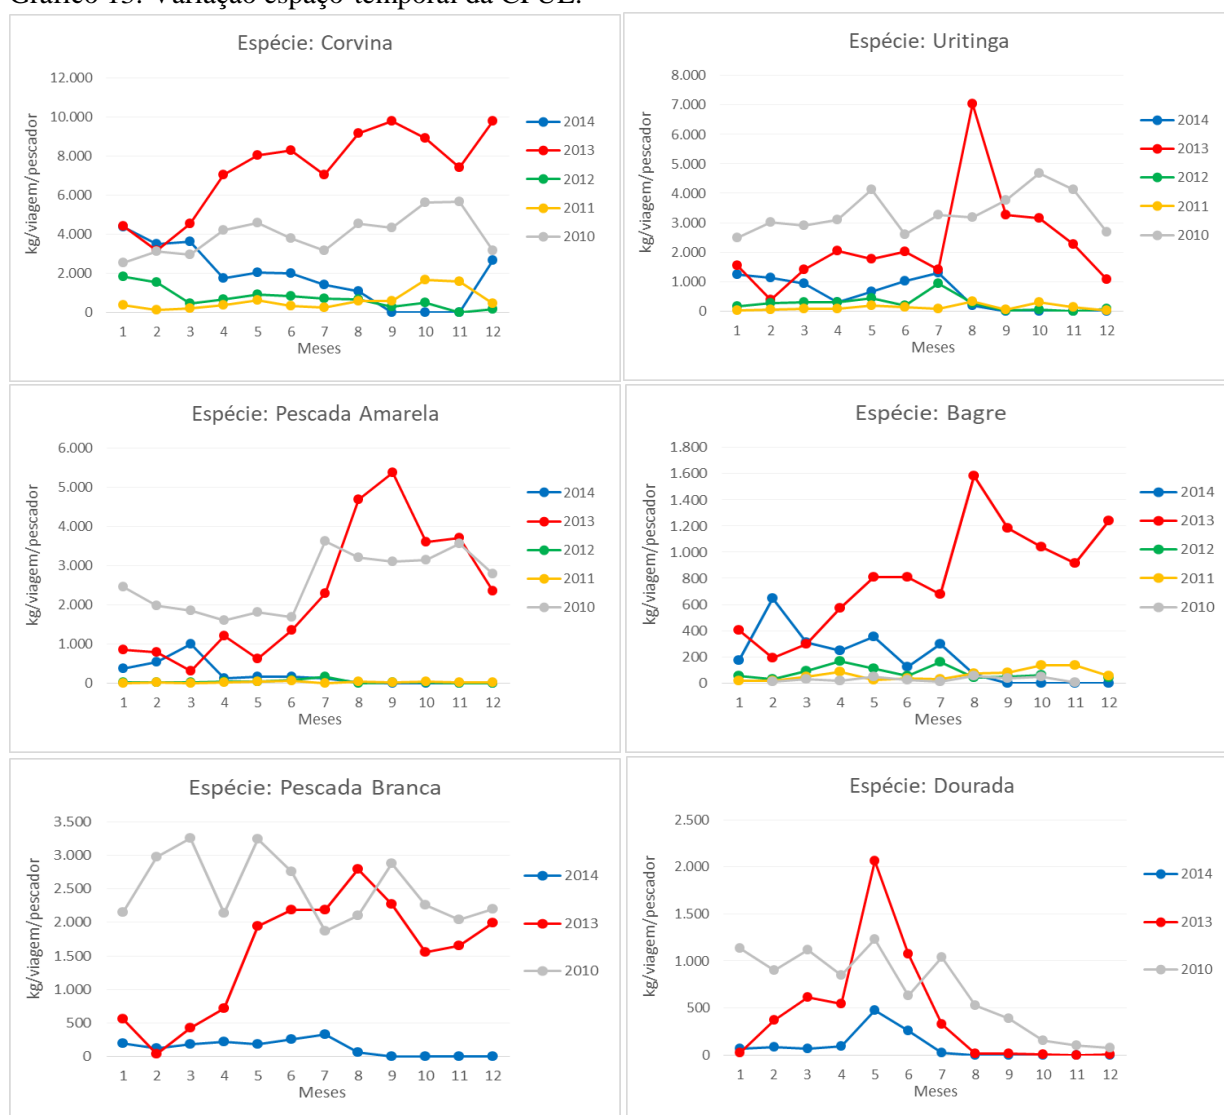 Gráfico 13: Variação espaço-temporal da CPUE.
Espécie: Corvina
kg/viagem/pescador
12.000
10.000
8.000
6.000
4.000
2.000
0
1 2 3 4 5 6 7 8 9 10 11 12
Meses
2014
2013
2012
2011
2010
Espécie: Uritinga
kg/viagem/pescador
8.000
7.000
6.000
5.000
4.000
3.000
2.000
1.000
0
1 2 3 4 5 6 7 8 9 10 11 12
Meses
2014
2013
2012
2011
2010
Espécie: Pescada Amarela
kg/viagem/pescador
6.000
5.000
4.000
3.000
2.000
1.000
0
1 2 3 4 5 6 7 8 9 10 11 12
Meses
2014
2013
2012
2011
2010
Espécie: Bagre
kg/viagem/pescador
1.800
1.600
1.400
1.200
1.000
800
600
400
200
0
1 2 3 4 5 6 7 8 9 10 11 12
Meses
2014
2013
2012
2011
2010
Espécie: Pescada Branca
kg/viagem/pescador
3.500
3.000
2.500
2.000
1.500
1.000
500
0
1 2 3 4 5 6 7 8 9 10 11 12
Meses
2014
2013
2010
Espécie: Dourada
kg/viagem/pescador
2.500
2.000
1.500
1.000
500
0
1 2 3 4 5 6 7 8 9 10 11 12
Meses
2014
2013
2010